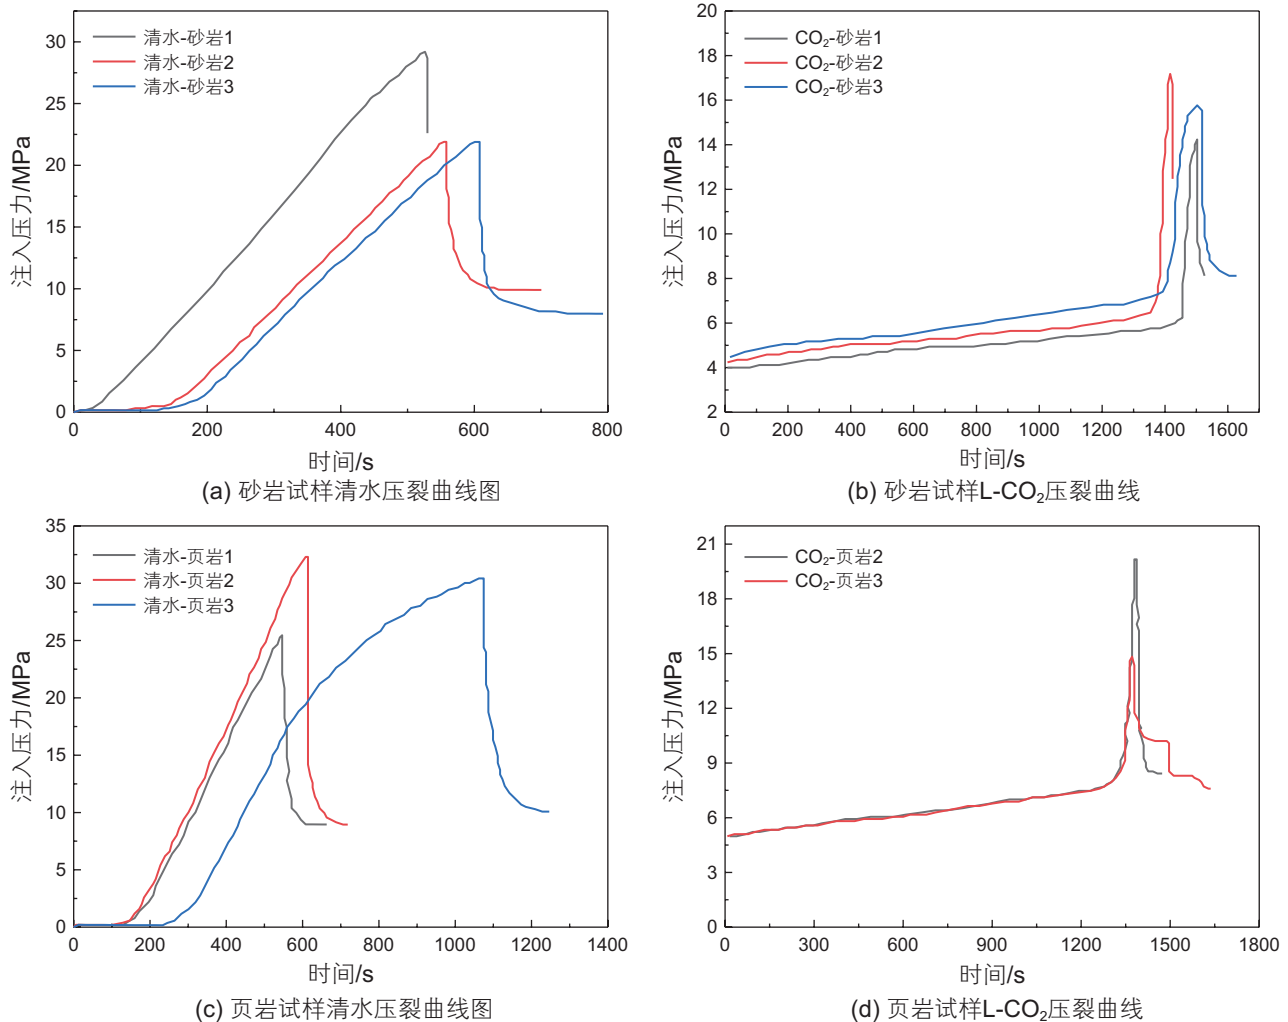 30
25
20
15
10
5
0
注入压力/MPa
清水-砂岩1
清水-砂岩2
清水-砂岩3
0 200 400 600 800
时间/s
(a) 砂岩试样清水压裂曲线图
20
18
16
14
12
10
8
6
4
2
注入压力/MPa
CO₂-砂岩1
CO₂-砂岩2
CO₂-砂岩3
0 200 400 600 800 1000 1200 1400 1600
时间/s
(b) 砂岩试样L-CO₂压裂曲线
35
30
25
20
15
10
5
0
注入压力/MPa
清水-页岩1
清水-页岩2
清水-页岩3
0 200 400 600 800 1000 1200 1400
时间/s
(c) 页岩试样清水压裂曲线图
21
18
15
12
9
6
3
0
注入压力/MPa
CO₂-页岩2
CO₂-页岩3
0 300 600 900 1200 1500 1800
时间/s
(d) 页岩试样L-CO₂压裂曲线